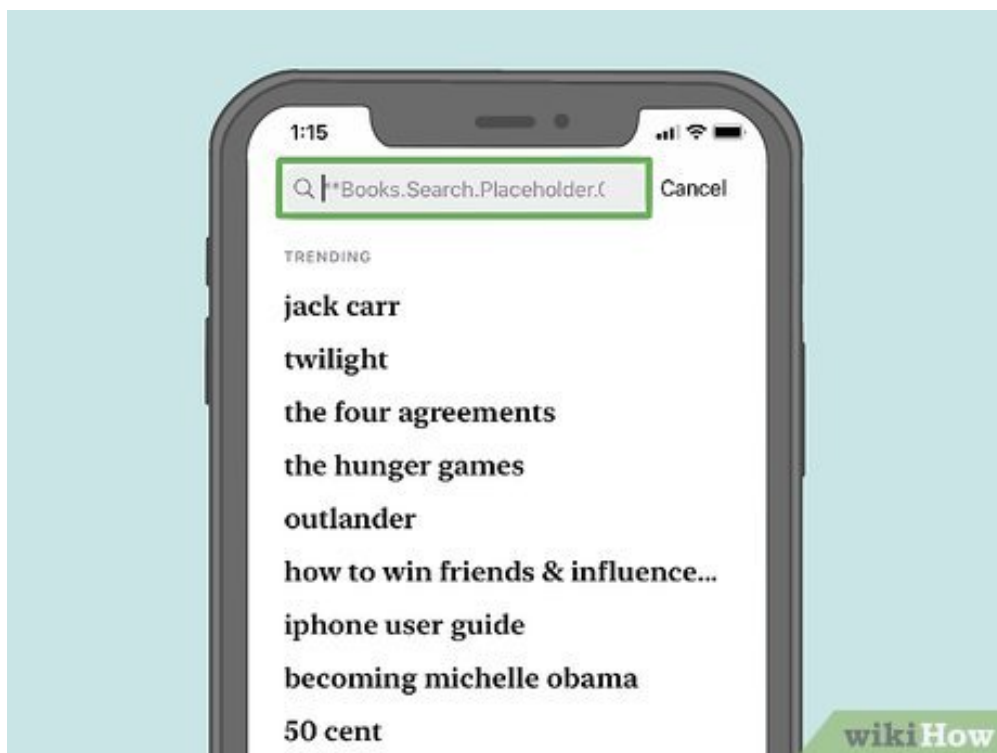 1:15
**Books.Search.Placeholder.
Cancel
TRENDING
jack carr
twilight
the four agreements
the hunger games
outlander
how to win friends & influence...
iphone user guide
becoming michelle obama
50 cent
wikiHow